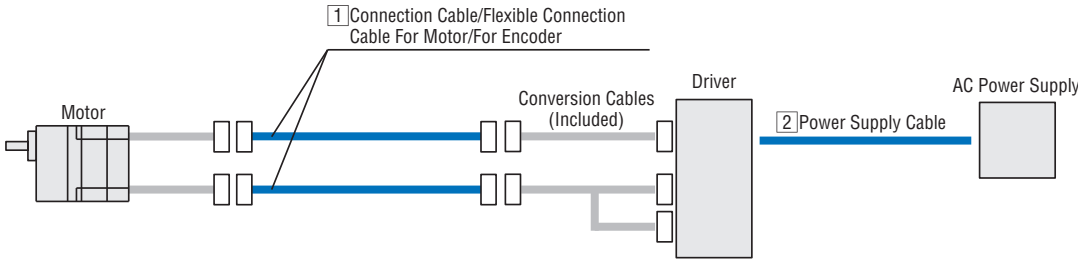 1 Connection Cable/Flexible Connection
Cable For Motor/For Encoder
Motor
Conversion Cables
(Included)
Driver
2 Power Supply Cable
AC Power Supply